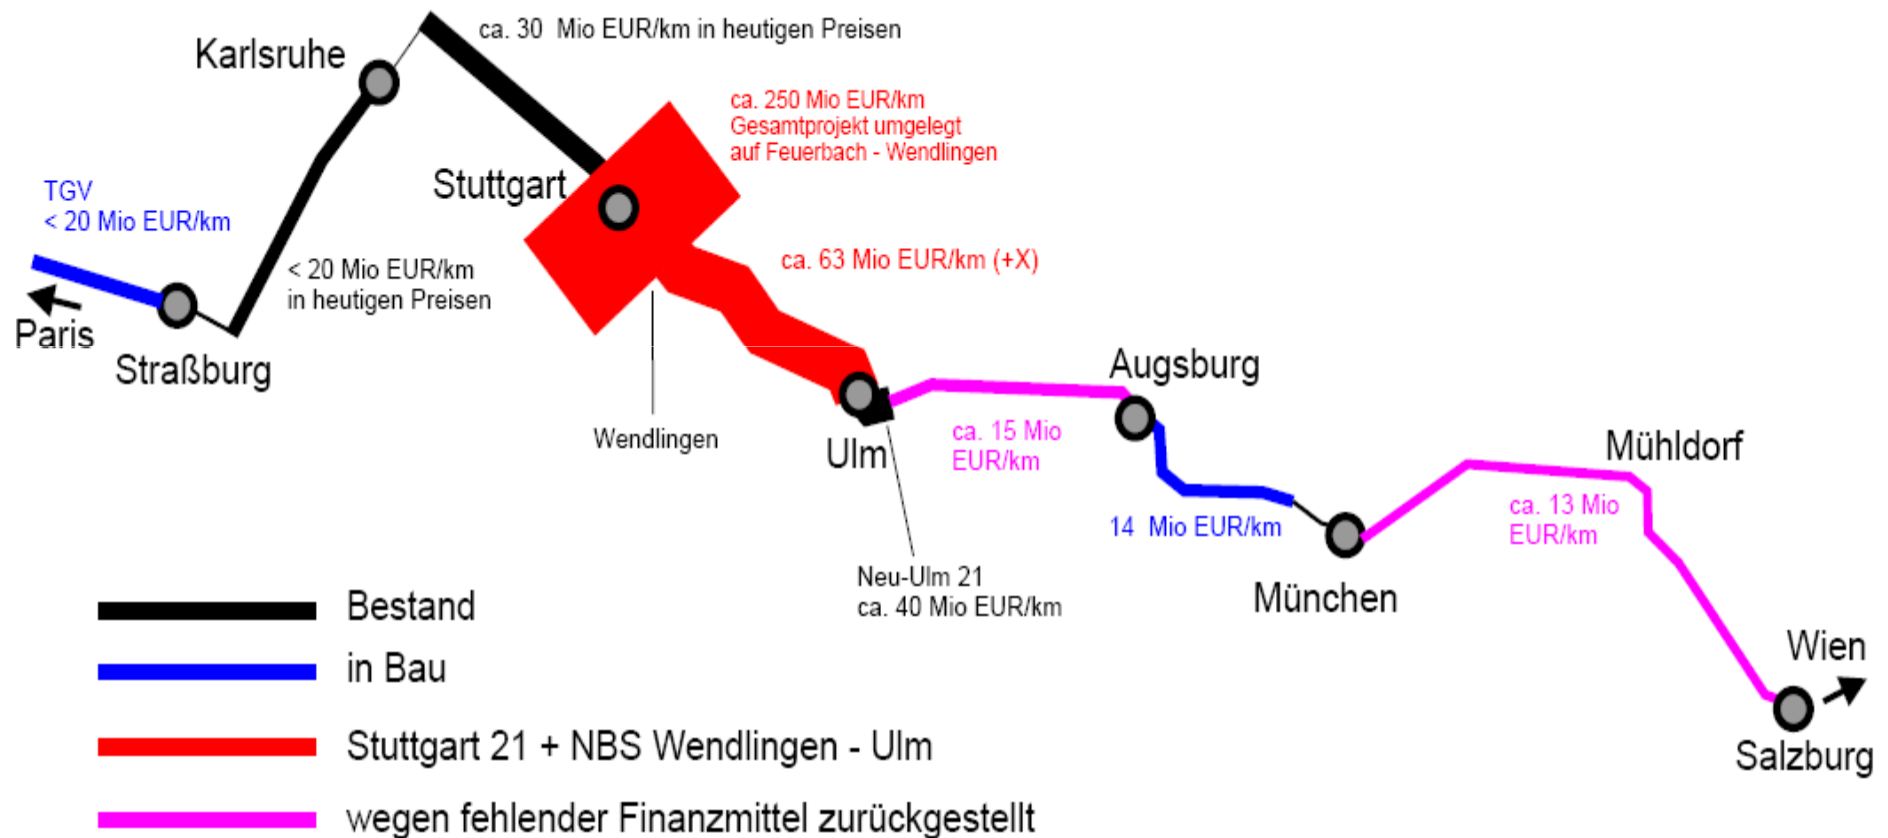 ca. 30  Mio EUR/km in heutigen Preisen
Karlsruhe
ca. 250 Mio EUR/km
Gesamtprojekt umgelegt
auf Feuerbach - Wendlingen
Stuttgart
TGV
< 20 Mio EUR/km
< 20 Mio EUR/km
in heutigen Preisen
ca. 63 Mio EUR/km (+X)
Paris
Straßburg
Augsburg
Wendlingen
Ulm
ca. 15 Mio
EUR/km
Mühldorf
ca. 13 Mio
EUR/km
14  Mio EUR/km
Neu-Ulm 21
ca. 40 Mio EUR/km
München
Wien
Salzburg
Bestand
in Bau
Stuttgart 21 + NBS Wendlingen - Ulm
wegen fehlender Finanzmittel zurückgestellt